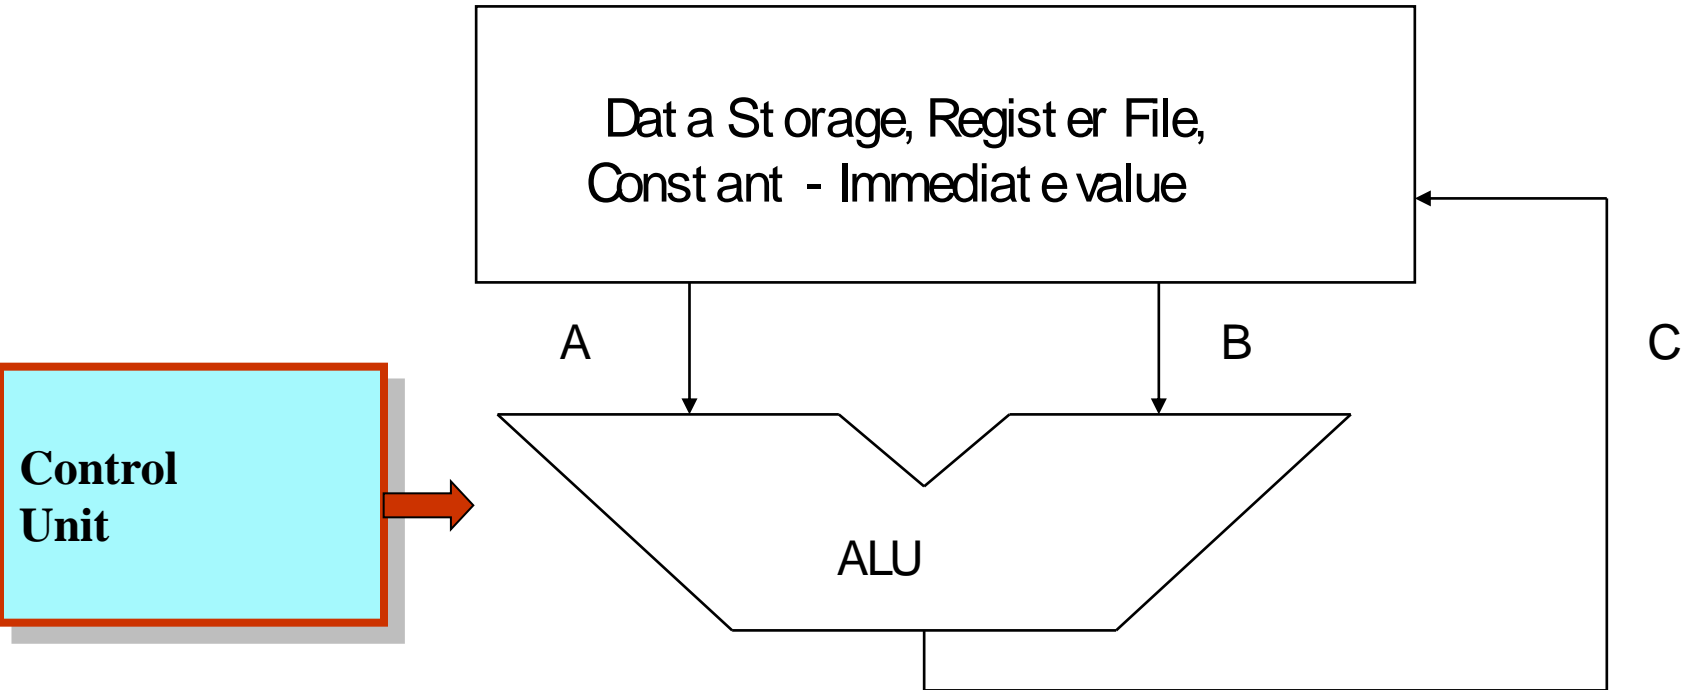 Data Storage, Register File,
Constant - Immediate value
A
B
C
Control
Unit
ALU